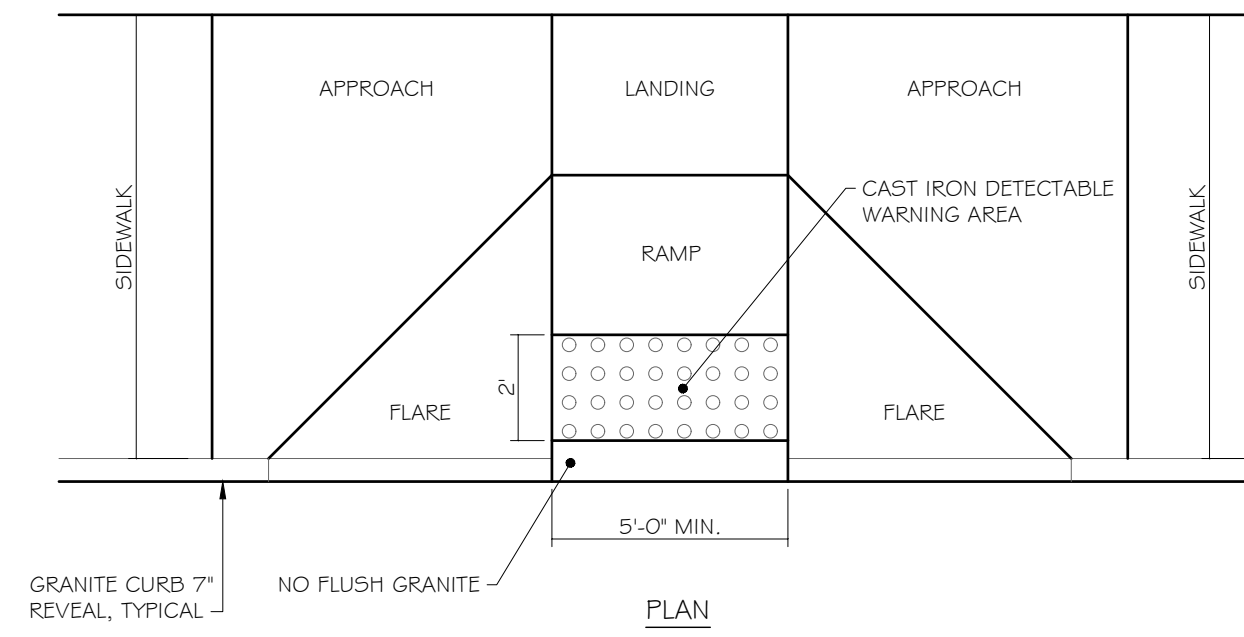 APPROACH
LANDING
APPROACH
SIDEWALK
CAST IRON DETECTABLE
WARNING AREA
SIDEWALK
RAMP
2'
FLARE
FLARE
5'-0" MIN.
GRANITE CURB 7"
REVEAL, TYPICAL
NO FLUSH GRANITE
PLAN